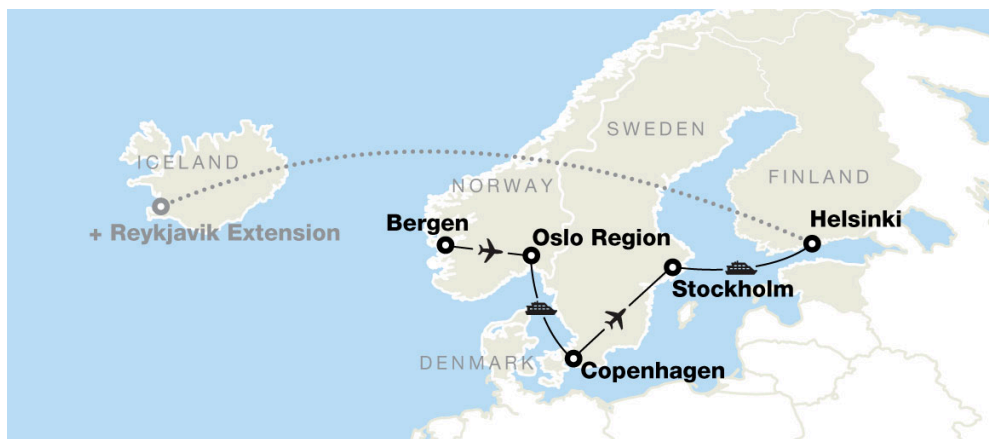 SWEDEN
ICELAND
NORWAY
FINLAND
Bergen
Helsinki
+ Reykjavik Extension
Oslo Region
Stockholm
DENMARK
Copenhagen